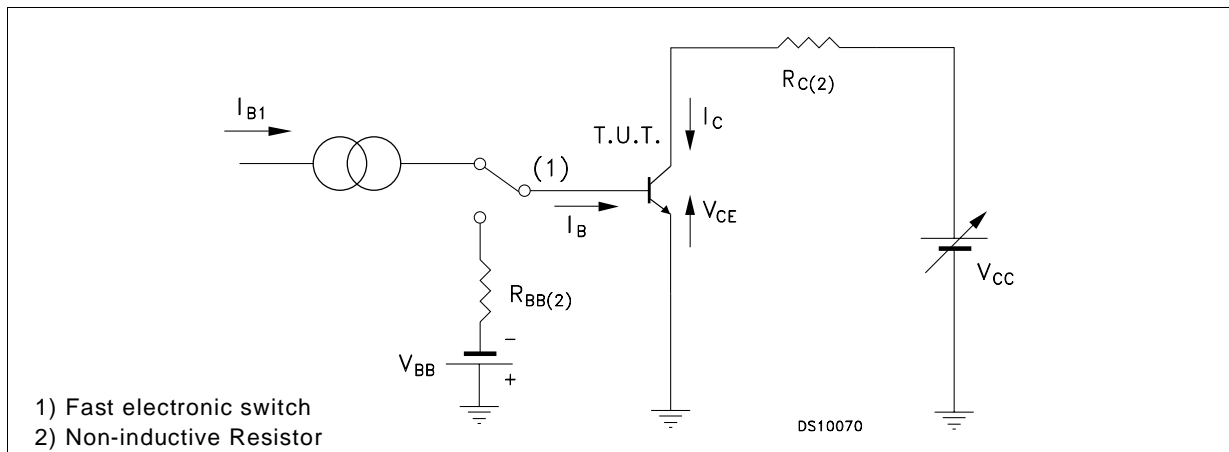 R_C(2)
I_B1
I_C
T.U.T.
(1)
V_CE
I_B
V_CC
R_BB(2)
-
V_BB
+
1) Fast electronic switch
2) Non-inductive Resistor
DS10070